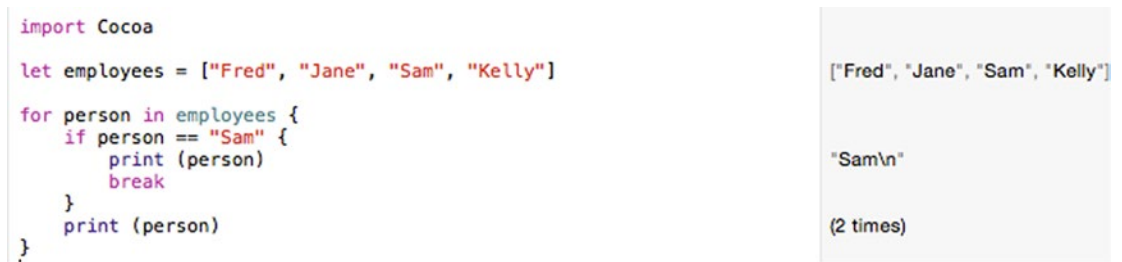 import Cocoa
let employees = ["Fred", "Jane", "Sam", "Kelly"] ["Fred", "Jane", "Sam", "Kelly"]
for person in employees {
if person == "Sam" {
print (person) "Sam\n"
break
}
print (person) (2 times)
}